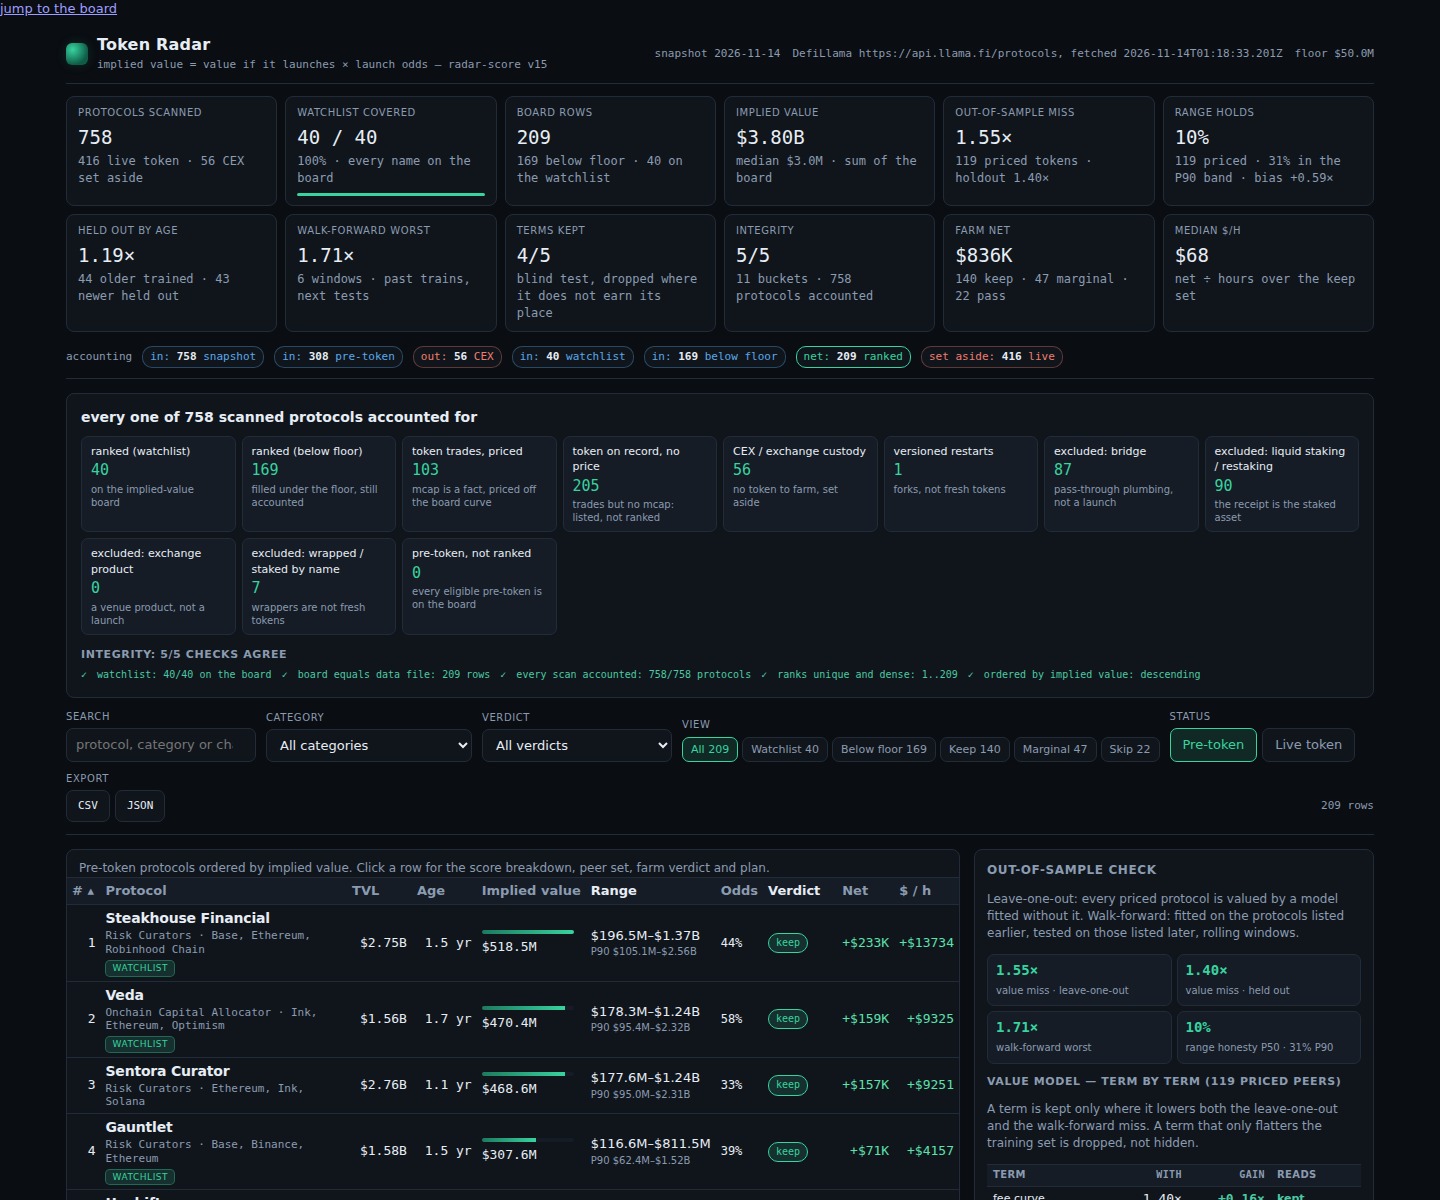 jump to the board
Token Radar
implied value = value if it launches × launch odds — radar-score v15
snapshot 2026-11-14 DefiLlama https://api.llama.fi/protocols, fetched 2026-11-14T01:18:33.201Z floor $50.0M
PROTOCOLS SCANNED
758
416 live token · 56 CEX
set aside
WATCHLIST COVERED
40 / 40
100% · every name on the
board
BOARD ROWS
209
169 below floor · 40 on
the watchlist
IMPLIED VALUE
$3.80B
median $3.0M · sum of the
board
OUT-OF-SAMPLE MISS
1.55×
119 priced tokens ·
holdout 1.40×
RANGE HOLDS
10%
119 priced · 31% in the
P90 band · bias +0.59×
HELD OUT BY AGE
1.19×
44 older trained · 43
newer held out
WALK-FORWARD WORST
1.71×
6 windows · past trains,
next tests
TERMS KEPT
4/5
blind test, dropped where
it does not earn its
place
INTEGRITY
5/5
11 buckets · 758
protocols accounted
FARM NET
$836K
140 keep · 47 marginal ·
22 pass
MEDIAN $/H
$68
net ÷ hours over the keep
set
accounting in: 758 snapshot in: 308 pre-token out: 56 CEX in: 40 watchlist in: 169 below floor net: 209 ranked set aside: 416 live
every one of 758 scanned protocols accounted for
ranked (watchlist)
40
on the implied-value
board
ranked (below floor)
169
filled under the floor, still
accounted
token trades, priced
103
mcap is a fact, priced off
the board curve
token on record, no
price
205
trades but no mcap:
listed, not ranked
CEX / exchange custody
56
no token to farm, set
aside
versioned restarts
1
forks, not fresh tokens
excluded: bridge
87
pass-through plumbing,
not a launch
excluded: liquid staking
/ restaking
90
the receipt is the staked
asset
excluded: exchange
product
0
a venue product, not a
launch
excluded: wrapped /
staked by name
7
wrappers are not fresh
tokens
pre-token, not ranked
0
every eligible pre-token is
on the board
INTEGRITY: 5/5 CHECKS AGREE
✓ watchlist: 40/40 on the board ✓ board equals data file: 209 rows ✓ every scan accounted: 758/758 protocols ✓ ranks unique and dense: 1..209 ✓ ordered by implied value: descending
SEARCH
protocol, category or ch
CATEGORY
All categories
VERDICT
All verdicts
VIEW
All 209 Watchlist 40 Below floor 169 Keep 140 Marginal 47 Skip 22
STATUS
Pre-token Live token
EXPORT
CSV JSON
209 rows
Pre-token protocols ordered by implied value. Click a row for the score breakdown, peer set, farm verdict and plan.
# ▲ Protocol TVL Age Implied value Range Odds Verdict Net $ / h
Steakhouse Financial
Risk Curators · Base, Ethereum,
Robinhood Chain
WATCHLIST
1 $2.75B 1.5 yr $518.5M $196.5M–$1.37B 44% keep +$233K +$13734
P90 $105.1M–$2.56B
Veda
Onchain Capital Allocator · Ink,
Ethereum, Optimism
WATCHLIST
2 $1.56B 1.7 yr $470.4M $178.3M–$1.24B 58% keep +$159K +$9325
P90 $95.4M–$2.32B
Sentora Curator
Risk Curators · Ethereum, Ink,
Solana
3 $2.76B 1.1 yr $468.6M $177.6M–$1.24B 33% keep +$157K +$9251
P90 $95.0M–$2.31B
Gauntlet
Risk Curators · Base, Binance,
Ethereum
WATCHLIST
4 $1.58B 1.5 yr $307.6M $116.6M–$811.5M 39% keep +$71K +$4157
P90 $62.4M–$1.52B
OUT-OF-SAMPLE CHECK
Leave-one-out: every priced protocol is valued by a model
fitted without it. Walk-forward: fitted on the protocols listed
earlier, tested on those listed later, rolling windows.
1.55×
value miss · leave-one-out
1.40×
value miss · held out
1.71×
walk-forward worst
10%
range honesty P50 · 31% P90
VALUE MODEL — TERM BY TERM (119 PRICED PEERS)
A term is kept only where it lowers both the leave-one-out
and the walk-forward miss. A term that only flatters the
training set is dropped, not hidden.
TERM WITH GAIN READS
fee curve 1.40× +0.16× kept